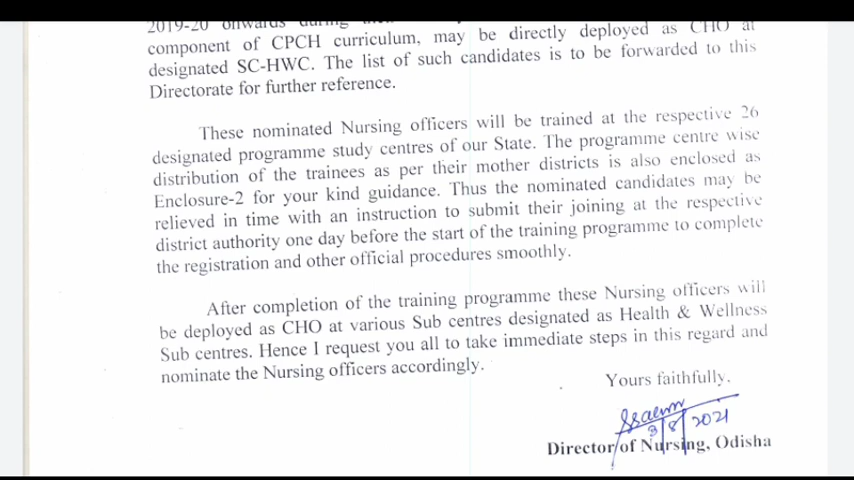 2019-20 onwards during
component of CPCH curriculum, may be directly deployed as CHO at
designated SC-HWC. The list of such candidates is to be forwarded to this
Directorate for further reference.
These nominated Nursing officers will be trained at the respective 26
designated programme study centres of our State. The programme centre wise
distribution of the trainees as per their mother districts is also enclosed as
Enclosure-2 for your kind guidance. Thus the nominated candidates may be
relieved in time with an instruction to submit their joining at the respective
district authority one day before the start of the training programme to complete
the registration and other official procedures smoothly.
After completion of the training programme these Nursing officers will
be deployed as CHO at various Sub centres designated as Health & Wellness
Sub centres. Hence I request you all to take immediate steps in this regard and
nominate the Nursing officers accordingly.
Yours faithfully.
3/8/2021
Director of Nursing, Odisha